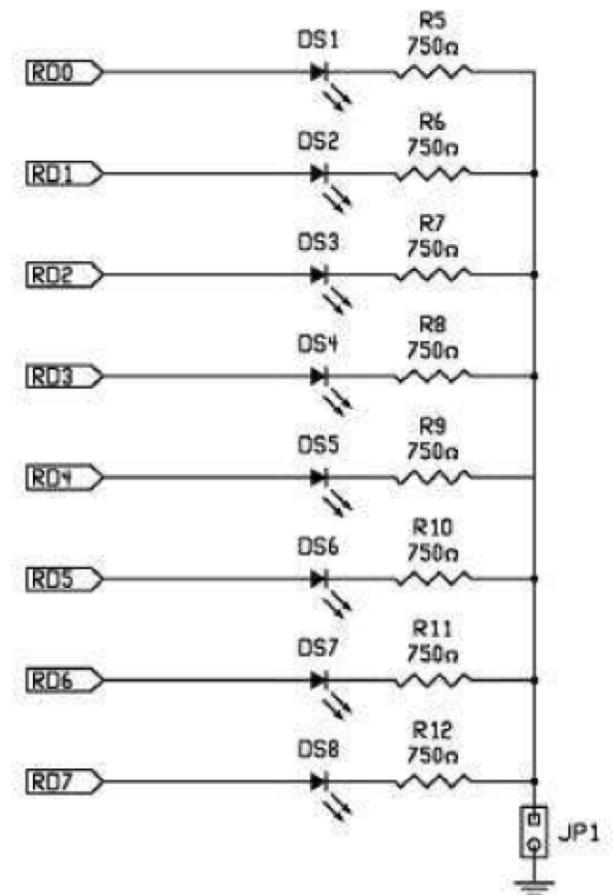 R5
DS1 750Ω
RD0
R6
DS2 750Ω
RD1
R7
DS3 750Ω
RD2
R8
DS4 750Ω
RD3
R9
DS5 750Ω
RD4
R10
DS6 750Ω
RD5
R11
DS7 750Ω
RD6
R12
DS8 750Ω
RD7
JP1